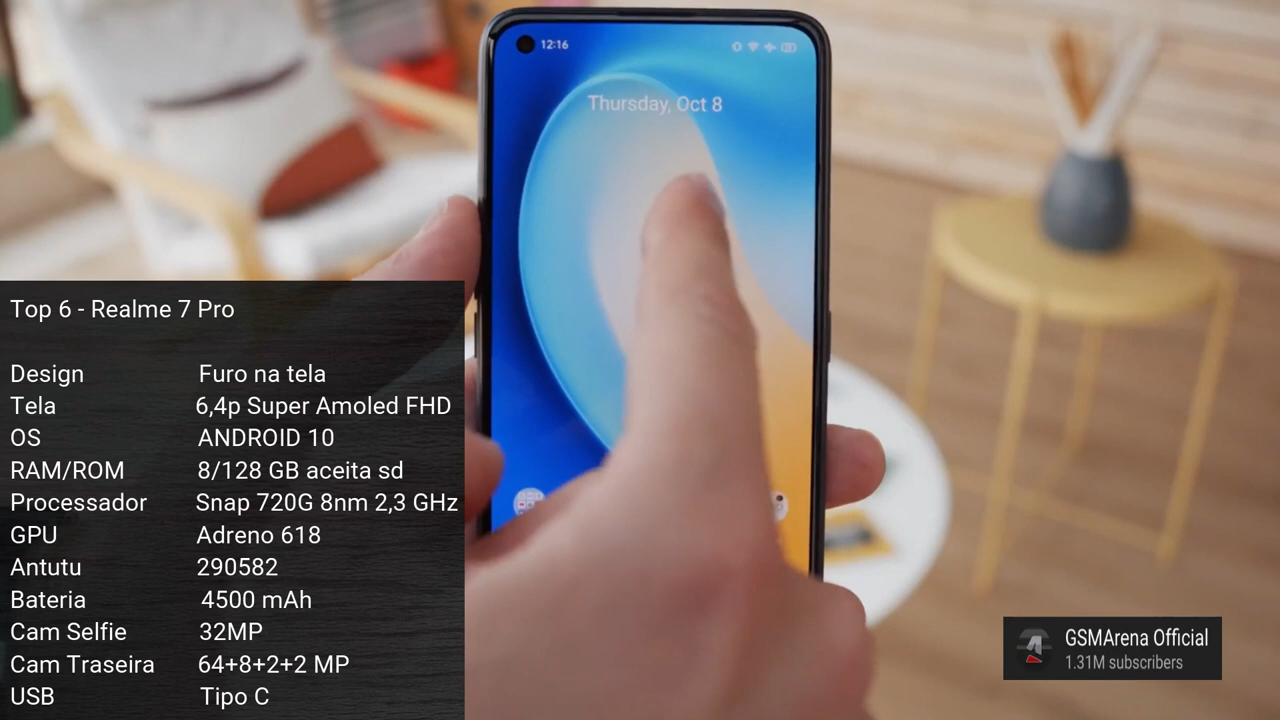 12:16
Thursday, Oct 8
Top 6 - Realme 7 Pro
Design Furo na tela
Tela 6,4p Super Amoled FHD
OS ANDROID 10
RAM/ROM 8/128 GB aceita sd
Processador Snap 720G 8nm 2,3 GHz
GPU Adreno 618
Antutu 290582
Bateria 4500 mAh
Cam Selfie 32MP
Cam Traseira 64+8+2+2 MP
USB Tipo C
GSMArena Official
1.31M subscribers